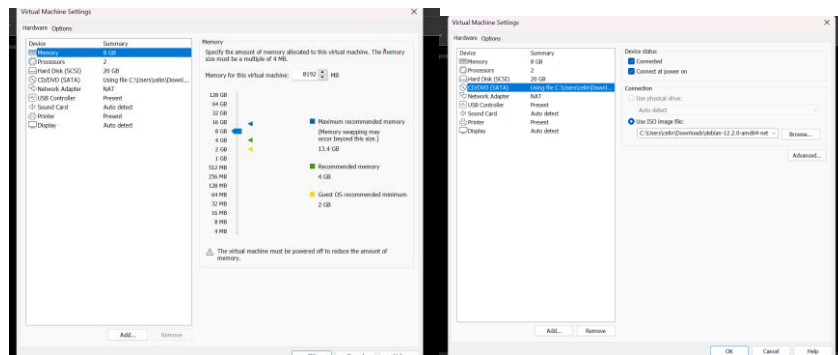 Virtual Machine Settings
Hardware Options
Device Summary
Memory 8 GB
Processors 2
Hard Disk (SCSI) 20 GB
CD/DVD (SATA) Using file C:\Users\celin\Downl...
Network Adapter NAT
USB Controller Present
Sound Card Auto detect
Printer Present
Display Auto detect
Add... Remove
Memory
Specify the amount of memory allocated to this virtual machine. The memory
size must be a multiple of 4 MB.
Memory for this virtual machine: 8192 MB
128 GB
64 GB
32 GB
16 GB
8 GB
4 GB
2 GB
1 GB
512 MB
256 MB
128 MB
64 MB
32 MB
16 MB
8 MB
4 MB
Maximum recommended memory
(Memory swapping may
occur beyond this size.)
13.4 GB
Recommended memory
4 GB
Guest OS recommended minimum
2 GB
The virtual machine must be powered off to reduce the amount of
memory.
Virtual Machine Settings
Hardware Options
Device Summary
Memory 8 GB
Processors 2
Hard Disk (SCSI) 20 GB
CD/DVD (SATA) Using file C:\Users\celin\Downl...
Network Adapter NAT
USB Controller Present
Sound Card Auto detect
Printer Present
Display Auto detect
Add... Remove
Device status
Connected
Connect at power on
Connection
Use physical drive:
Auto detect
Use ISO image file:
C:\Users\celin\Downloads\debian-12.2.0-amd64-net
Browse...
Advanced...
OK Cancel Help